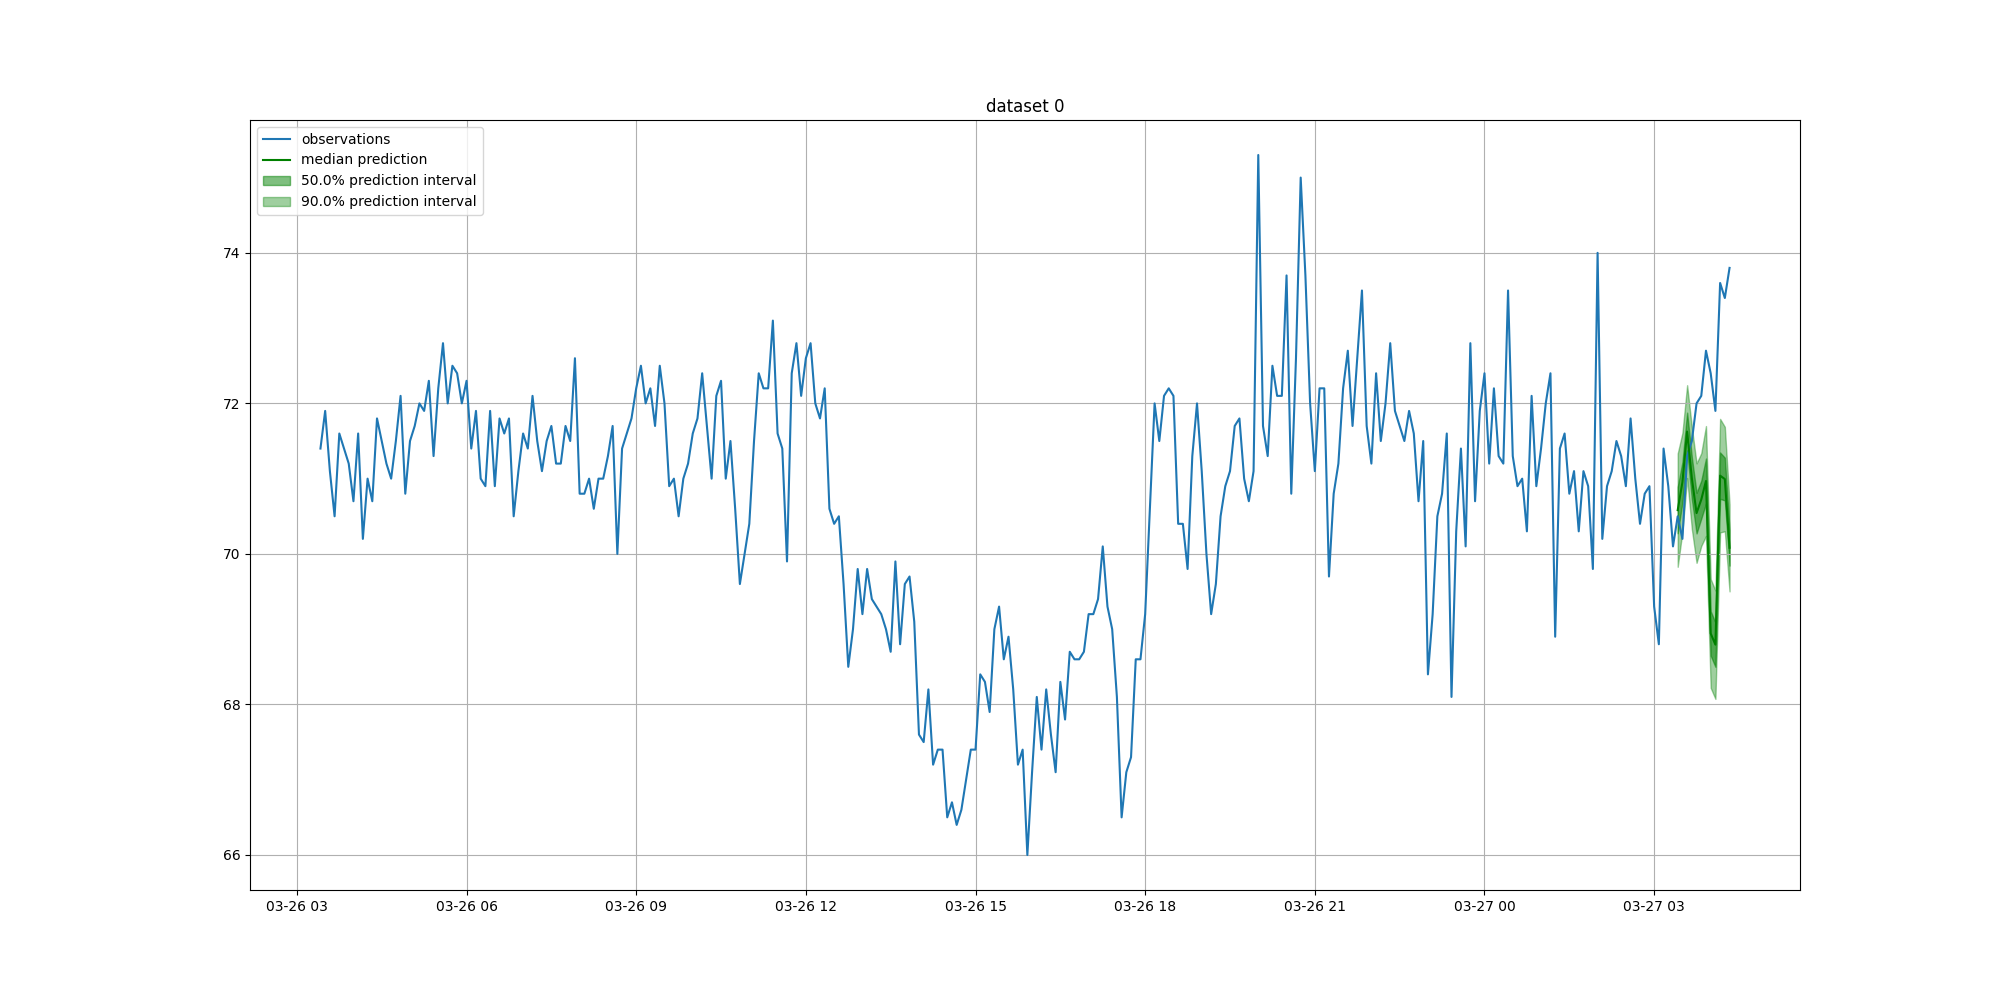 dataset 0
observations
median prediction
50.0% prediction interval
90.0% prediction interval
74
72
70
68
66
03-26 03
03-26 06
03-26 09
03-26 12
03-26 15
03-26 18
03-26 21
03-27 00
03-27 03